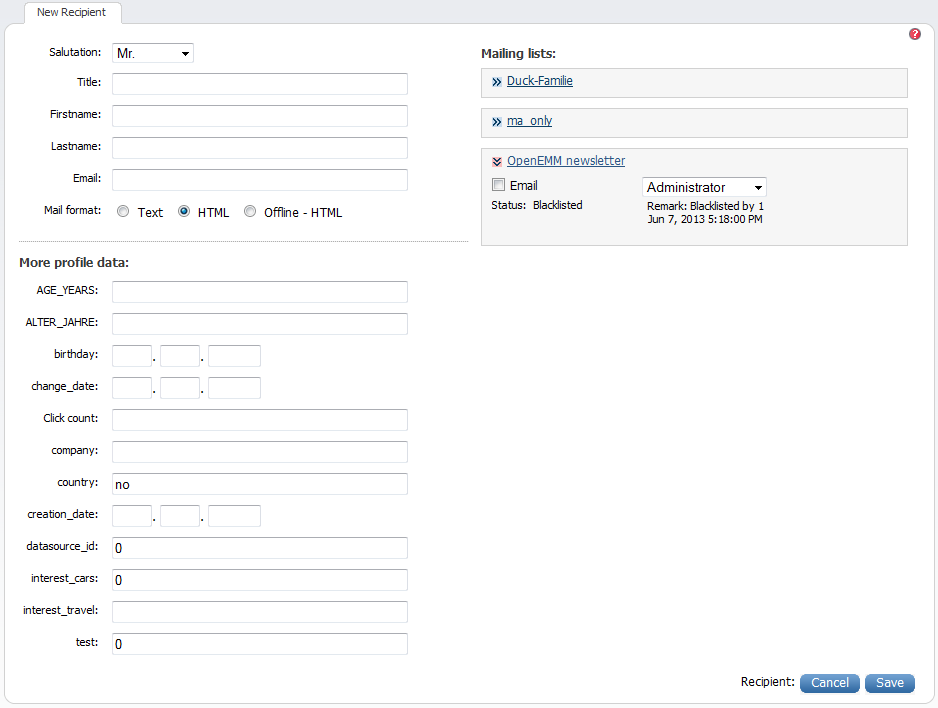 New Recipient
?
Salutation: Mr.
Title:
Firstname:
Lastname:
Email:
Mail format: Text HTML Offline - HTML
More profile data:
AGE_YEARS:
ALTER_JAHRE:
birthday: . .
change_date: . .
Click count:
company:
country: no
creation_date: . .
datasource_id: 0
interest_cars: 0
interest_travel:
test: 0
Mailing lists:
Duck-Familie
ma_only
OpenEMM newsletter
Email Administrator
Status: Blacklisted Remark: Blacklisted by 1
Jun 7, 2013 5:18:00 PM
Recipient: Cancel Save